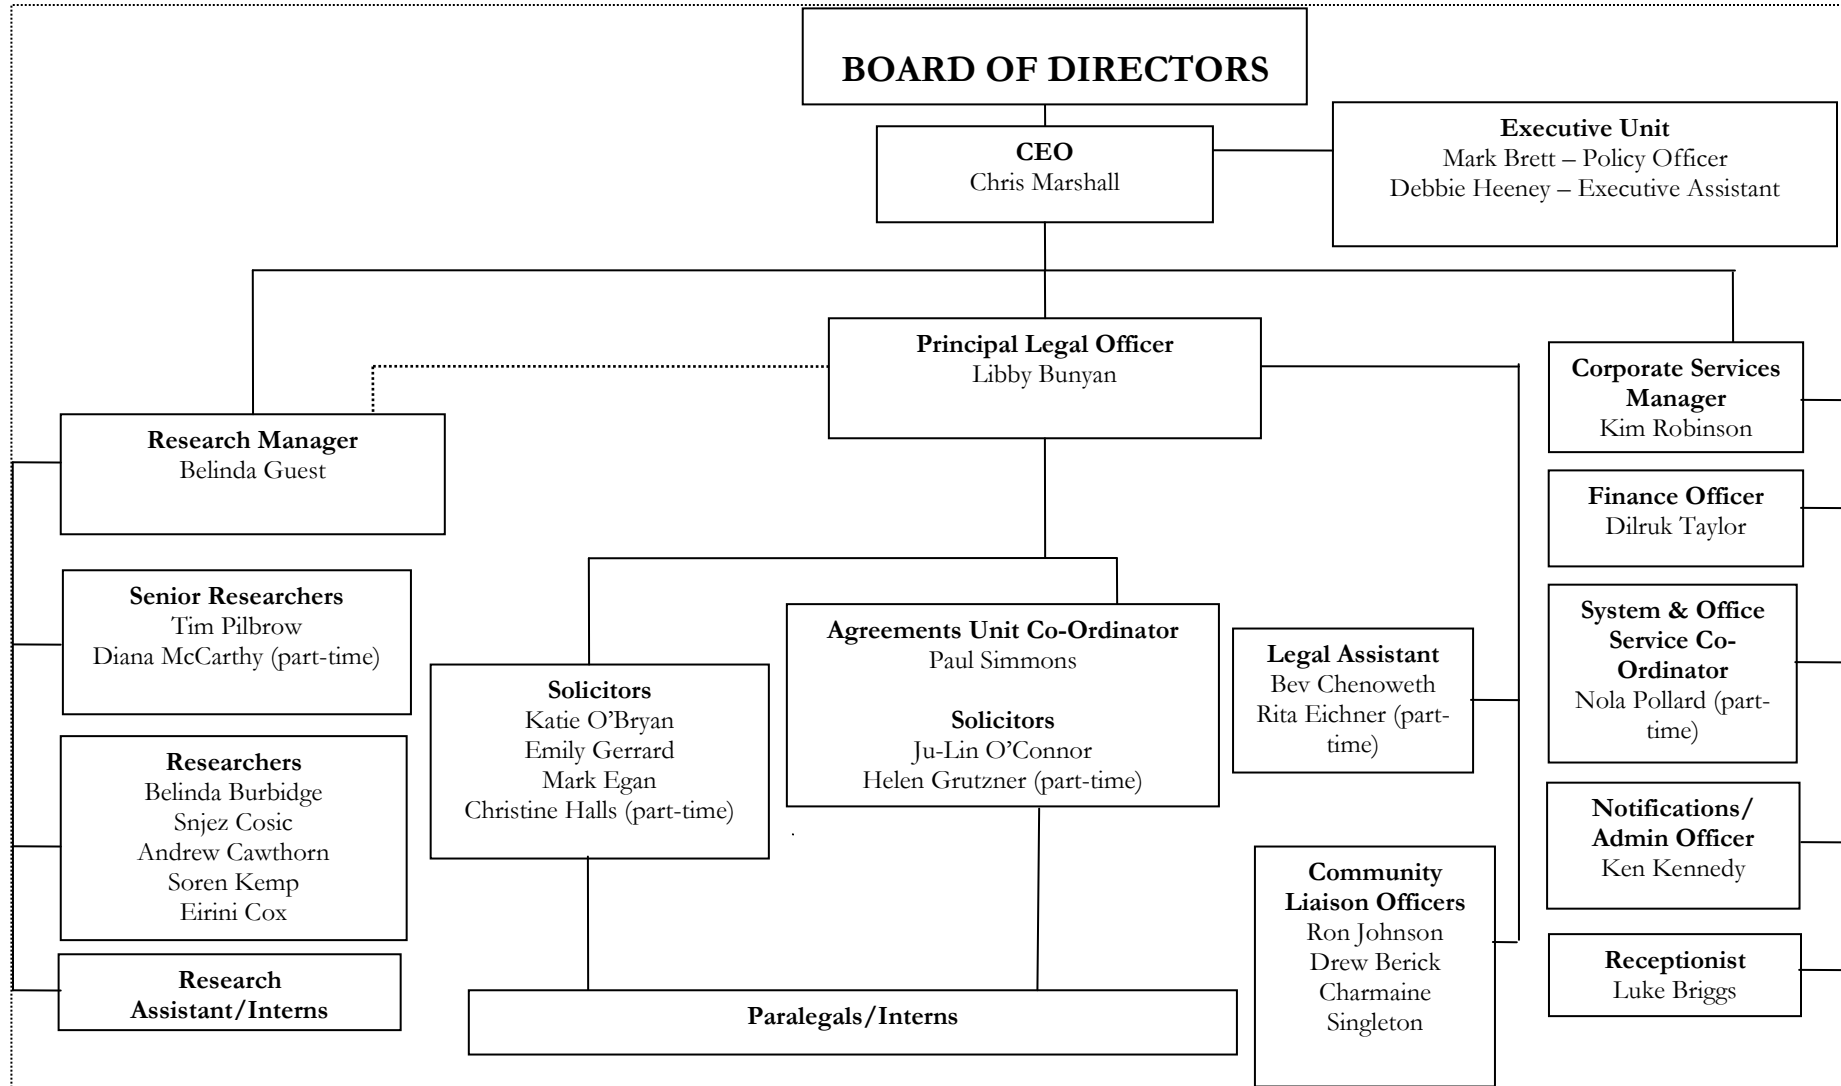 BOARD OF DIRECTORS
CEO
Chris Marshall
Executive Unit
Mark Brett – Policy Officer
Debbie Heeney – Executive Assistant
Principal Legal Officer
Libby Bunyan
Corporate Services
Manager
Kim Robinson
Research Manager
Belinda Guest
Finance Officer
Dilruk Taylor
Senior Researchers
Tim Pilbrow
Diana McCarthy (part-time)
Solicitors
Katie O’Bryan
Emily Gerrard
Mark Egan
Christine Halls (part-time)
Agreements Unit Co-Ordinator
Paul Simmons
Solicitors
Ju-Lin O’Connor
Helen Grutzner (part-time)
Legal Assistant
Bev Chenoweth
Rita Eichner (part-
time)
System & Office
Service Co-
Ordinator
Nola Pollard (part-
time)
Researchers
Belinda Burbidge
Snjez Cosic
Andrew Cawthorn
Soren Kemp
Eirini Cox
Notifications/
Admin Officer
Ken Kennedy
Community
Liaison Officers
Ron Johnson
Drew Berick
Charmaine
Singleton
Receptionist
Luke Briggs
Research
Assistant/Interns
Paralegals/Interns